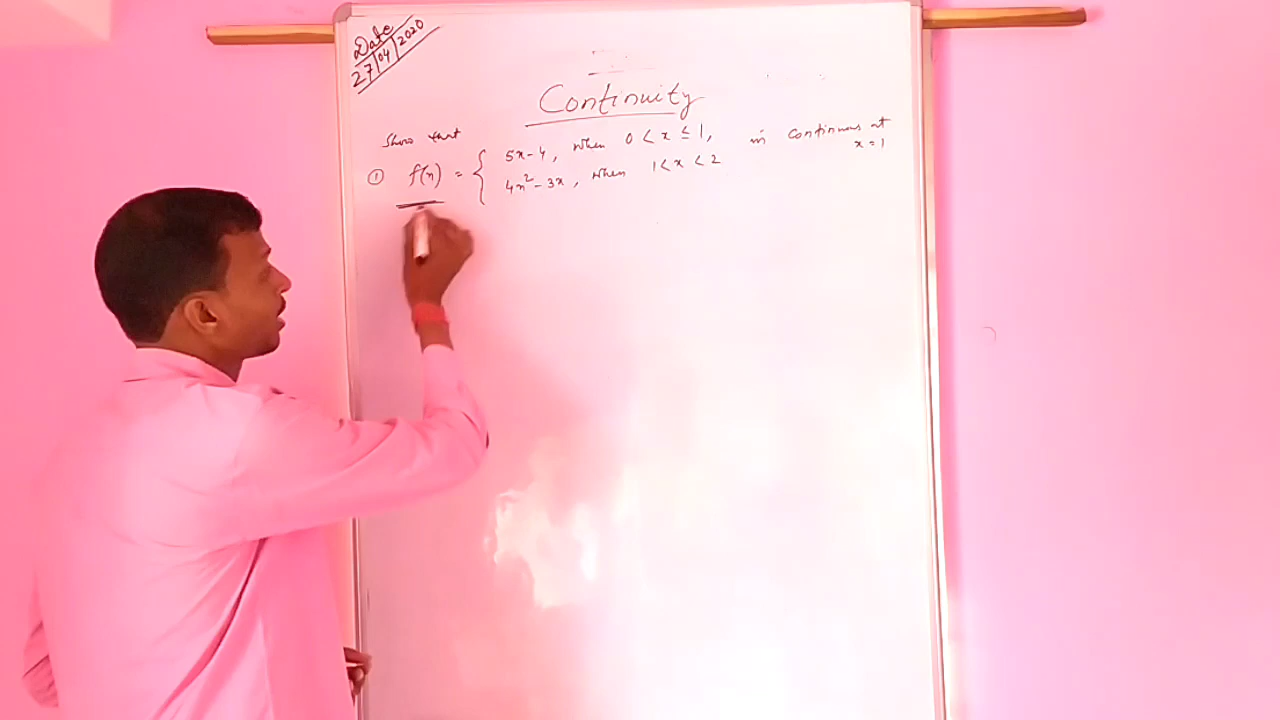 Date
27/04/2020
Continuity
Show that
① f(x) = { 5x-4, when 0 < x ≤ 1, is continuous at x = 1
4x² - 3x, when 1 < x < 2